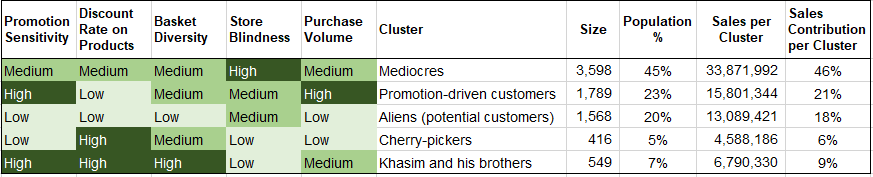 Promotion Sensitivity | Discount Rate on Products | Basket Diversity | Store Blindness | Purchase Volume | Cluster | Size | Population % | Sales per Cluster | Sales Contribution per Cluster
Medium | Medium | Medium | High | Medium | Mediocres | 3,598 | 45% | 33,871,992 | 46%
High | Low | Medium | Medium | High | Promotion-driven customers | 1,789 | 23% | 15,801,344 | 21%
Low | Low | Low | Medium | Low | Aliens (potential customers) | 1,568 | 20% | 13,089,421 | 18%
Low | High | Medium | Low | Low | Cherry-pickers | 416 | 5% | 4,588,186 | 6%
High | High | High | Low | Medium | Khasim and his brothers | 549 | 7% | 6,790,330 | 9%